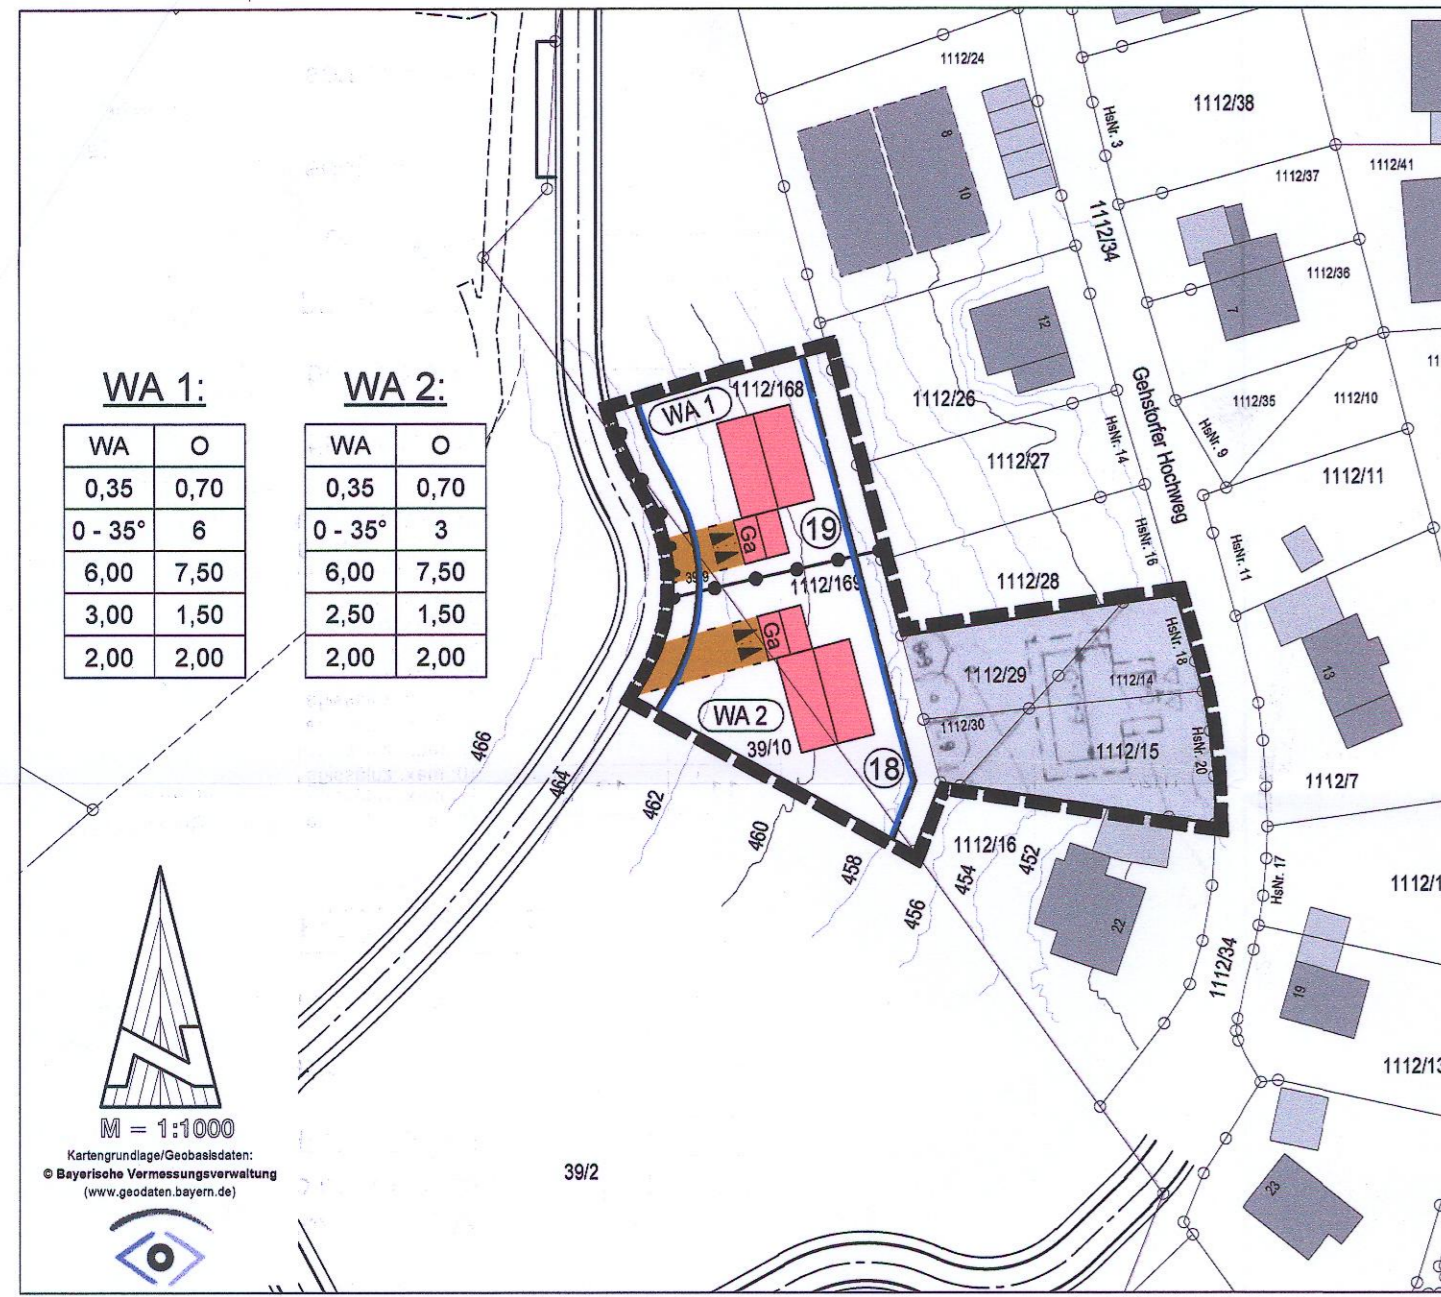 1112/24
1112/38
HsNr. 3
8
10
1112/37
1112/41
1112/34
1112/36
7
12
WA 1:
WA O
0,35 0,70
0 - 35° 6
6,00 7,50
3,00 1,50
2,00 2,00
WA 2:
WA O
0,35 0,70
0 - 35° 3
6,00 7,50
2,50 1,50
2,00 2,00
1112/168
WA 1
1112/26
Gehstorfer Hochweg
1112/35
1112/10
HsNr. 14
HsNr. 9
1112/27
1112/11
19
Ga
39/9
1112/169
1112/28
HsNr. 16
HsNr. 11
Ga
HsNr. 18
1112/29
1112/14
13
WA 2
39/10
1112/30
1112/15
HsNr. 20
18
1112/7
466
464
462
460
458
456
454
452
1112/16
HsNr. 17
22
1112/34
19
M = 1:1000
Kartengrundlage/Geobasisdaten:
© Bayerische Vermessungsverwaltung
(www.geodaten.bayern.de)
39/2
23